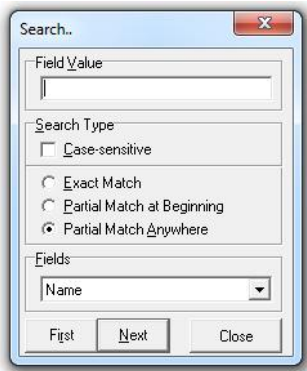 Search..
Field Value
Search Type
Case-sensitive
Exact Match
Partial Match at Beginning
Partial Match Anywhere
Fields
Name
First Next Close